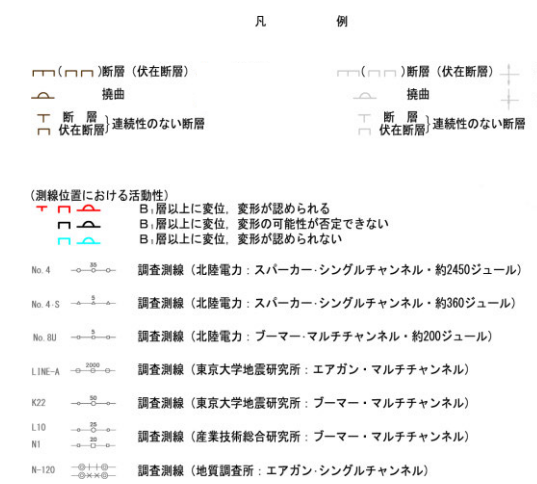 凡 例
( )断層(伏在断層) ( )断層(伏在断層)
撓曲 撓曲
断 層
伏在断層}連続性のない断層 断 層
伏在断層}連続性のない断層
(測線位置における活動性)
B₁層以上に変位,変形が認められる
B₁層以上に変位,変形の可能性が否定できない
B₁層以上に変位,変形が認められない
No.4 30 調査測線(北陸電力:スパーカー・シングルチャンネル・約2450ジュール)
No.4-S 5 調査測線(北陸電力:スパーカー・シングルチャンネル・約360ジュール)
No.8U 5 調査測線(北陸電力:ブーマー・マルチチャンネル・約200ジュール)
LINE-A 2000 調査測線(東京大学地震研究所:エアガン・マルチチャンネル)
K22 50 調査測線(東京大学地震研究所:ブーマー・マルチチャンネル)
L10 25
N1 30 調査測線(産業技術総合研究所:ブーマー・マルチチャンネル)
N-120 調査測線(地質調査所:エアガン・シングルチャンネル)